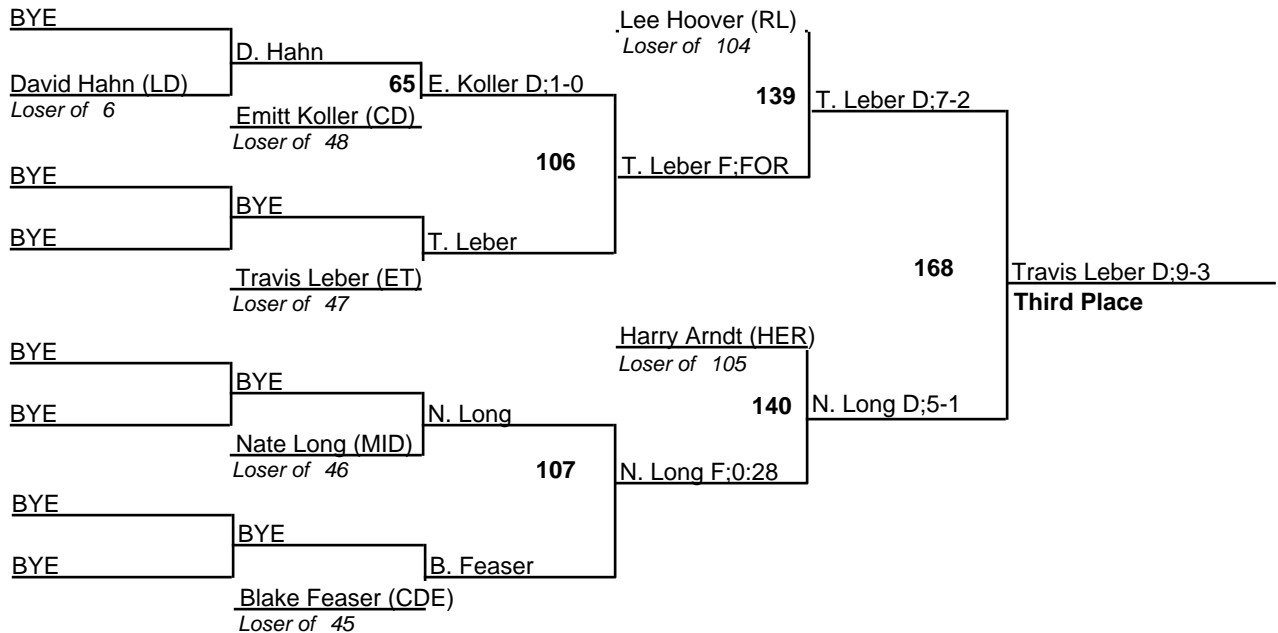 BYE
Lee Hoover (RL)
Loser of 104
D. Hahn
David Hahn (LD)
65
E. Koller D;1-0
139
T. Leber D;7-2
Loser of 6
Emitt Koller (CD)
Loser of 48
106
T. Leber F;FOR
BYE
BYE
BYE
T. Leber
168
Travis Leber D;9-3
Travis Leber (ET)
Loser of 47
Third Place
Harry Arndt (HER)
Loser of 105
BYE
BYE
BYE
N. Long
140
N. Long D;5-1
Nate Long (MID)
Loser of 46
107
N. Long F;0:28
BYE
BYE
BYE
B. Feaser
Blake Feaser (CDE)
Loser of 45